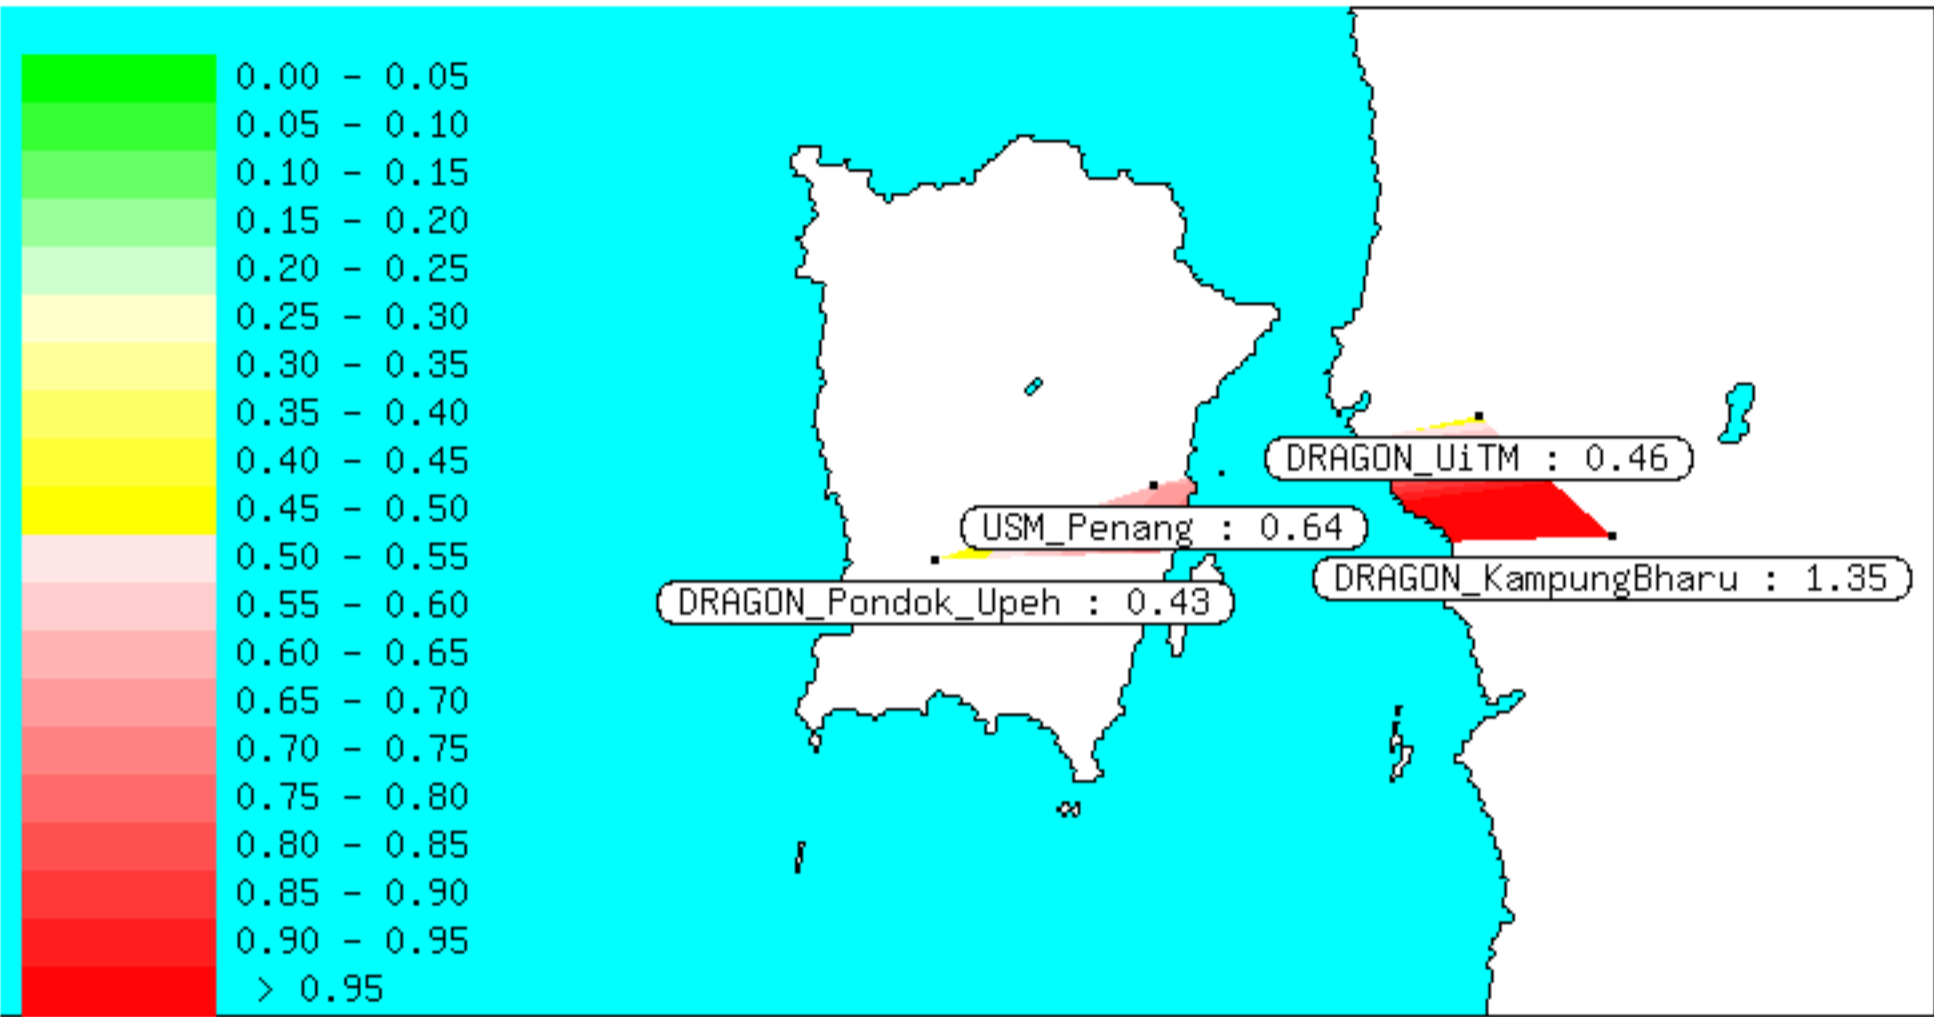 0.00 - 0.05
0.05 - 0.10
0.10 - 0.15
0.15 - 0.20
0.20 - 0.25
0.25 - 0.30
0.30 - 0.35
0.35 - 0.40
0.40 - 0.45
0.45 - 0.50
0.50 - 0.55
0.55 - 0.60
0.60 - 0.65
0.65 - 0.70
0.70 - 0.75
0.75 - 0.80
0.80 - 0.85
0.85 - 0.90
0.90 - 0.95
> 0.95
DRAGON_UiTM : 0.46
USM_Penang : 0.64
DRAGON_KampungBharu : 1.35
DRAGON_Pondok_Upeh : 0.43